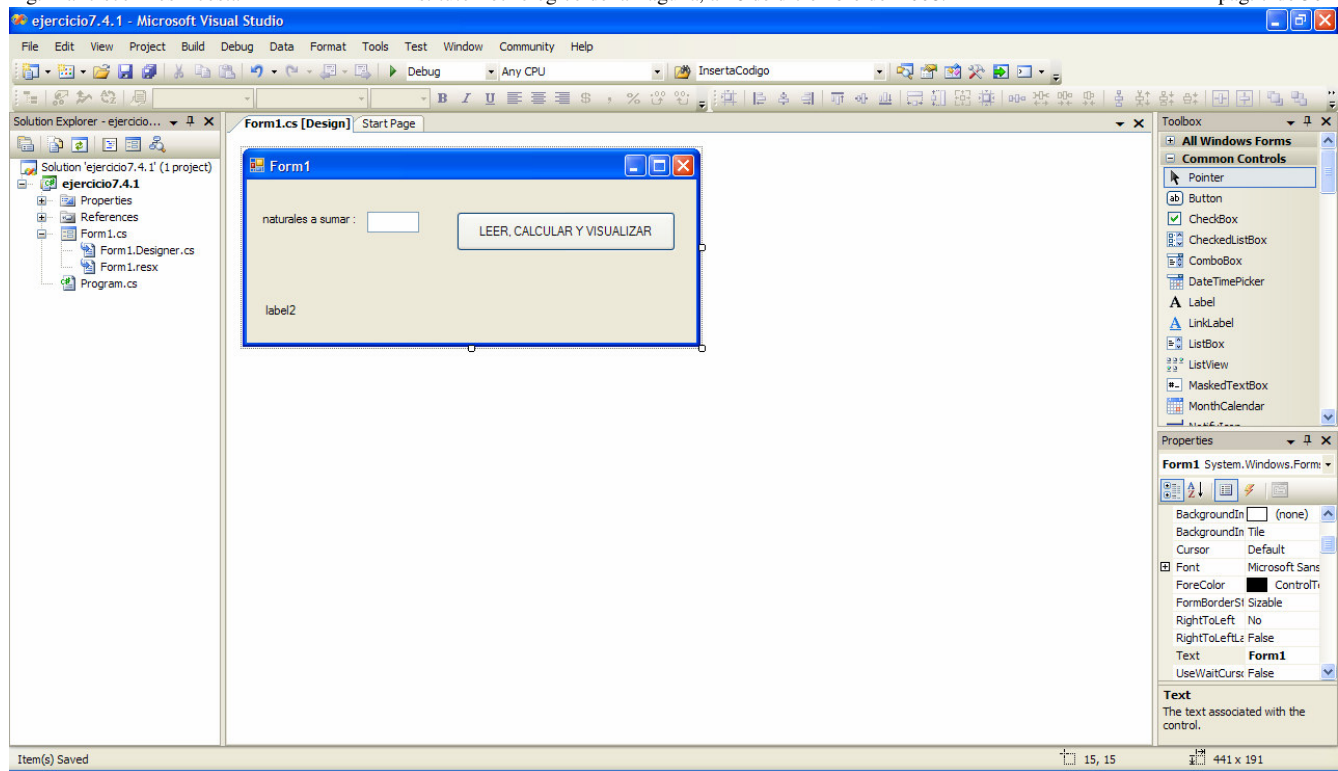 ejercicio7.4.1 - Microsoft Visual Studio
File Edit View Project Build Debug Data Format Tools Test Window Community Help
Debug Any CPU InsertaCodigo
Solution Explorer - ejercicio...
Solution 'ejercicio7.4.1' (1 project)
ejercicio7.4.1
Properties
References
Form1.cs
Form1.Designer.cs
Form1.resx
Program.cs
Form1.cs [Design] Start Page
Form1
naturales a sumar :
LEER, CALCULAR Y VISUALIZAR
label2
Toolbox
All Windows Forms
Common Controls
Pointer
Button
CheckBox
CheckedListBox
ComboBox
DateTimePicker
Label
LinkLabel
ListBox
ListView
MaskedTextBox
MonthCalendar
Properties
Form1 System.Windows.Form
BackgroundIn (none)
BackgroundIn Tile
Cursor Default
Font Microsoft Sans
ForeColor ControlT
FormBorderSt Sizable
RightToLeft No
RightToLeftLa False
Text Form1
UseWaitCurso False
Text
The text associated with the
control.
Item(s) Saved
15, 15
441 x 191